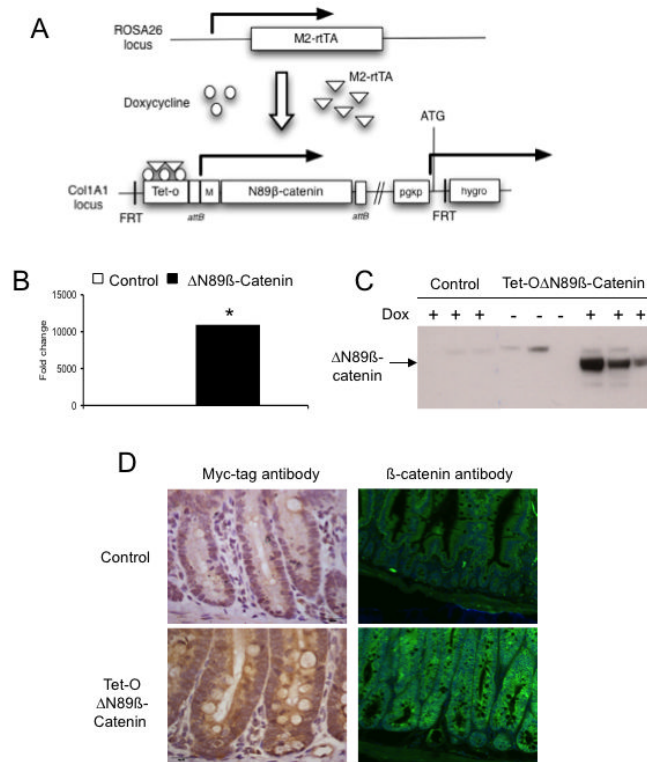 A
ROSA26
locus
M2-rtTA
Doxycycline
M2-rtTA
ATG
Col1A1
locus
Tet-o
M
N89β-catenin
//
pgkp
hygro
FRT
attB
attB
FRT
B
Control
ΔN89ß-Catenin
15000
10000
5000
0
Fold change
*
C
Control
Tet-OΔN89ß-Catenin
Dox + + + - - - + + +
ΔN89ß-
catenin
D
Myc-tag antibody
ß-catenin antibody
Control
Tet-O
ΔN89ß-
Catenin